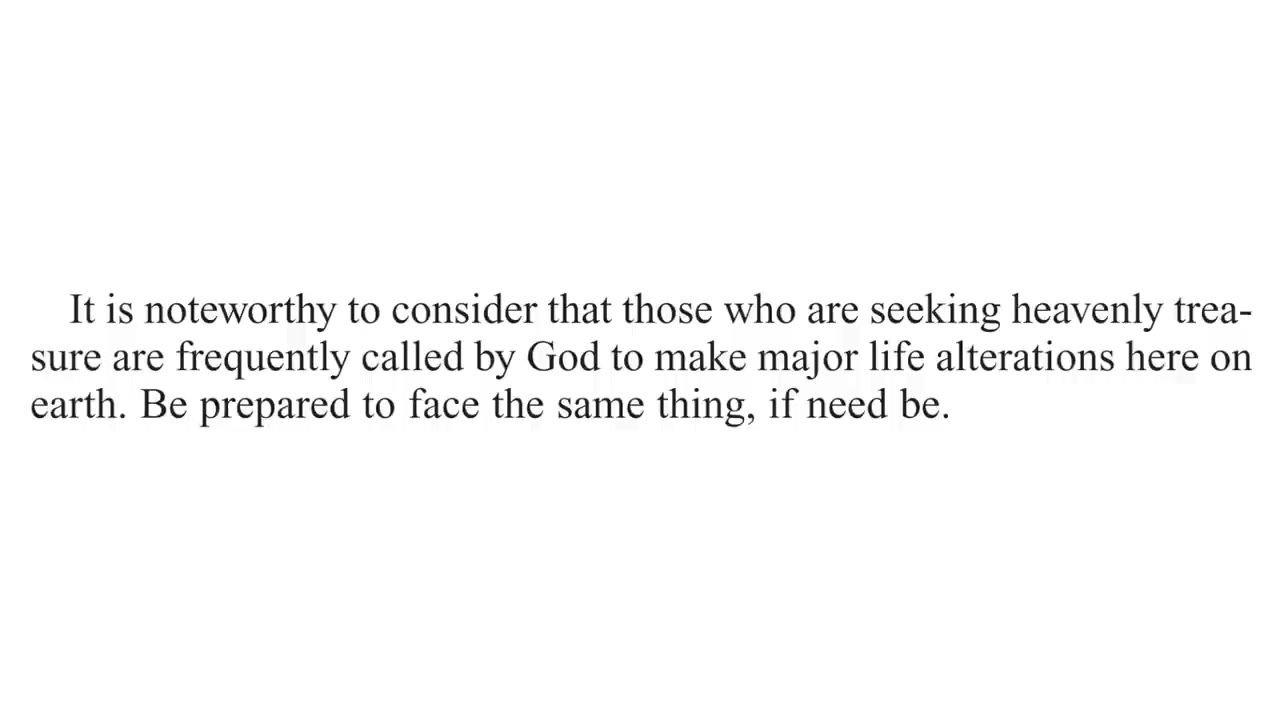 It is noteworthy to consider that those who are seeking heavenly trea-
sure are frequently called by God to make major life alterations here on
earth. Be prepared to face the same thing, if need be.